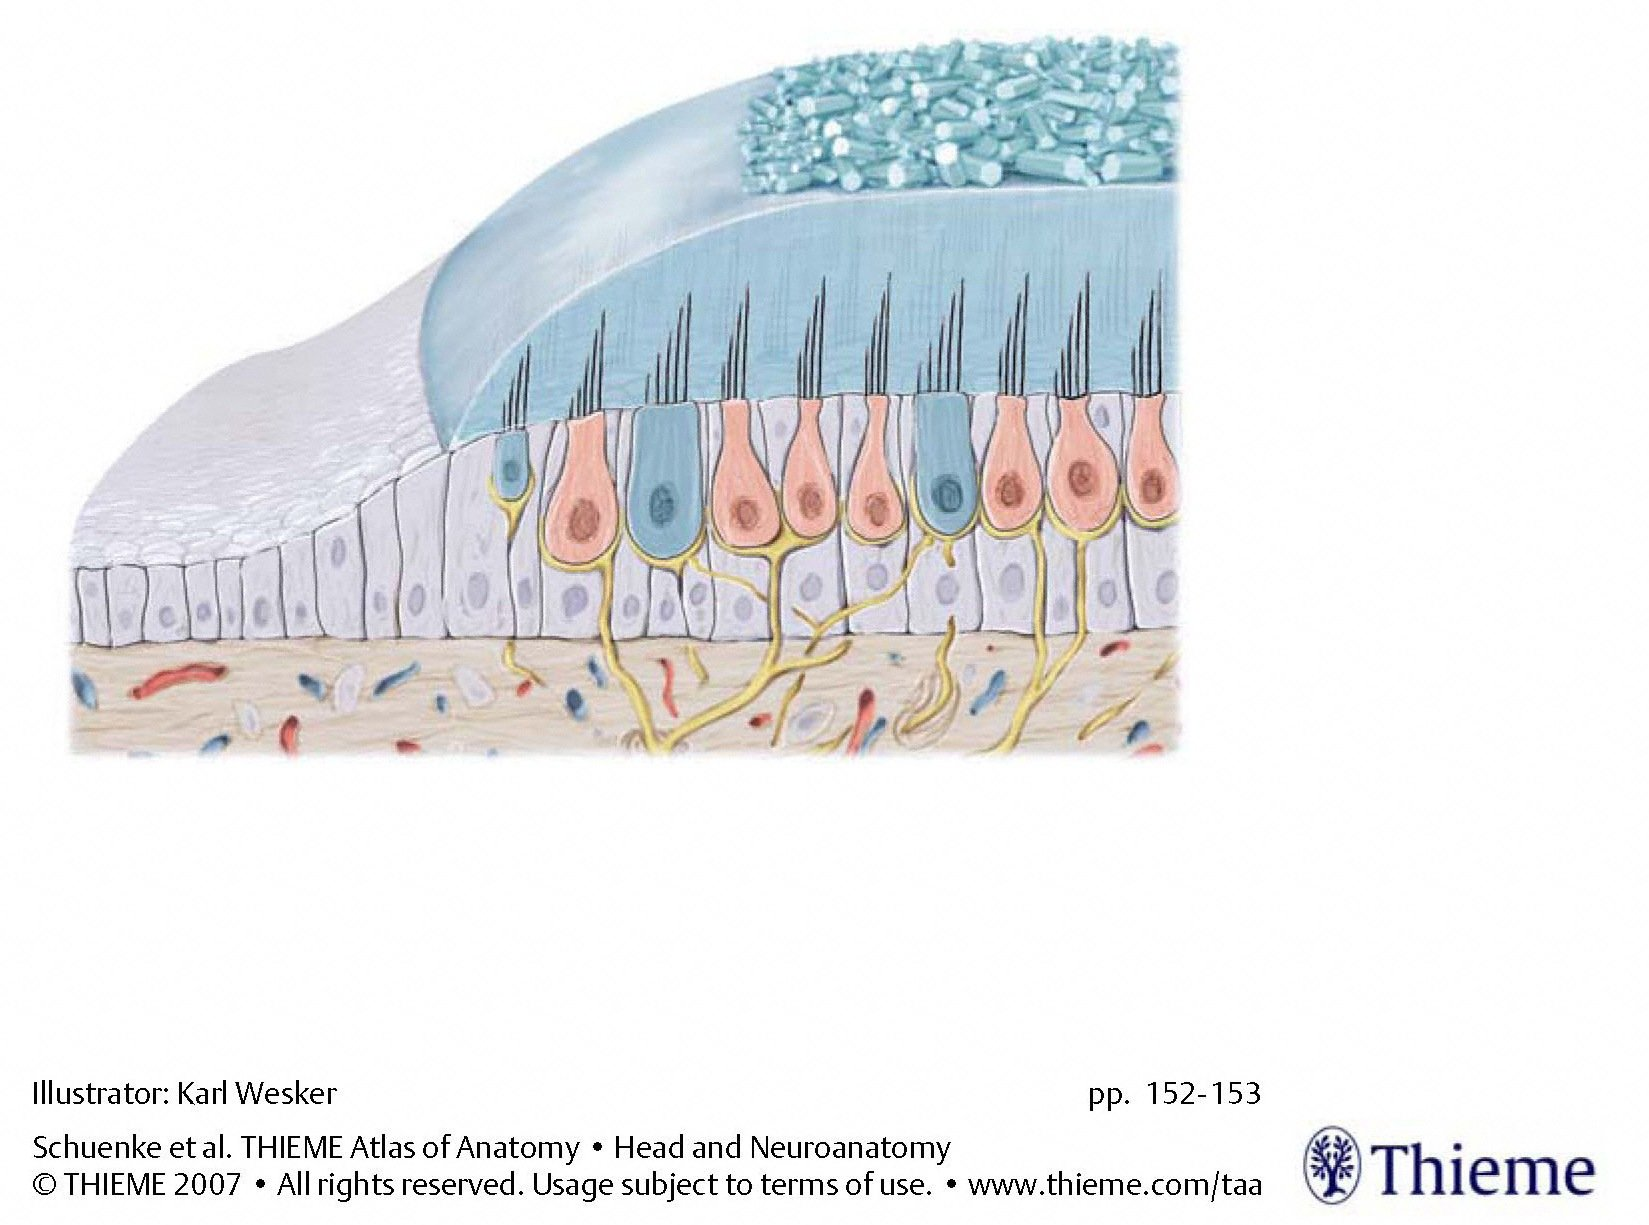 Illustrator: Karl Wesker
pp. 152-153
Schuenke et al. THIEME Atlas of Anatomy • Head and Neuroanatomy
© THIEME 2007 • All rights reserved. Usage subject to terms of use. • www.thieme.com/taa
Thieme